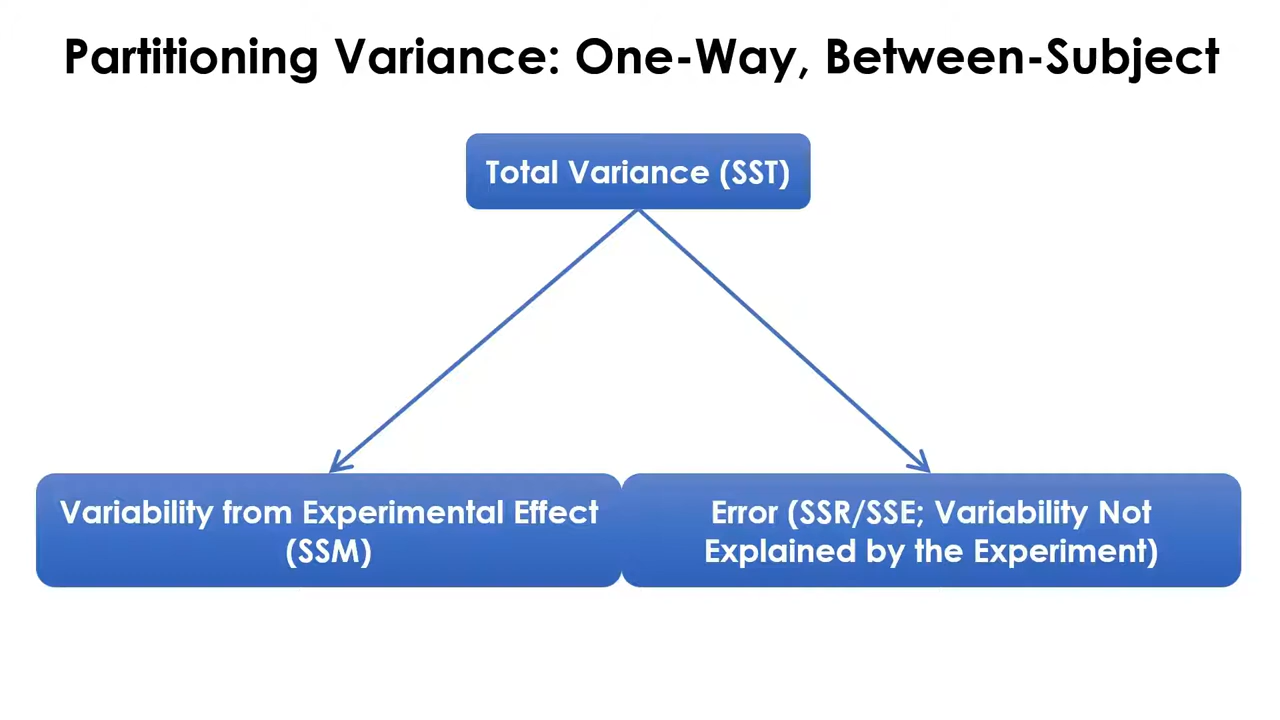 Partitioning Variance: One-Way, Between-Subject
Total Variance (SST)
Variability from Experimental Effect
(SSM)
Error (SSR/SSE; Variability Not
Explained by the Experiment)